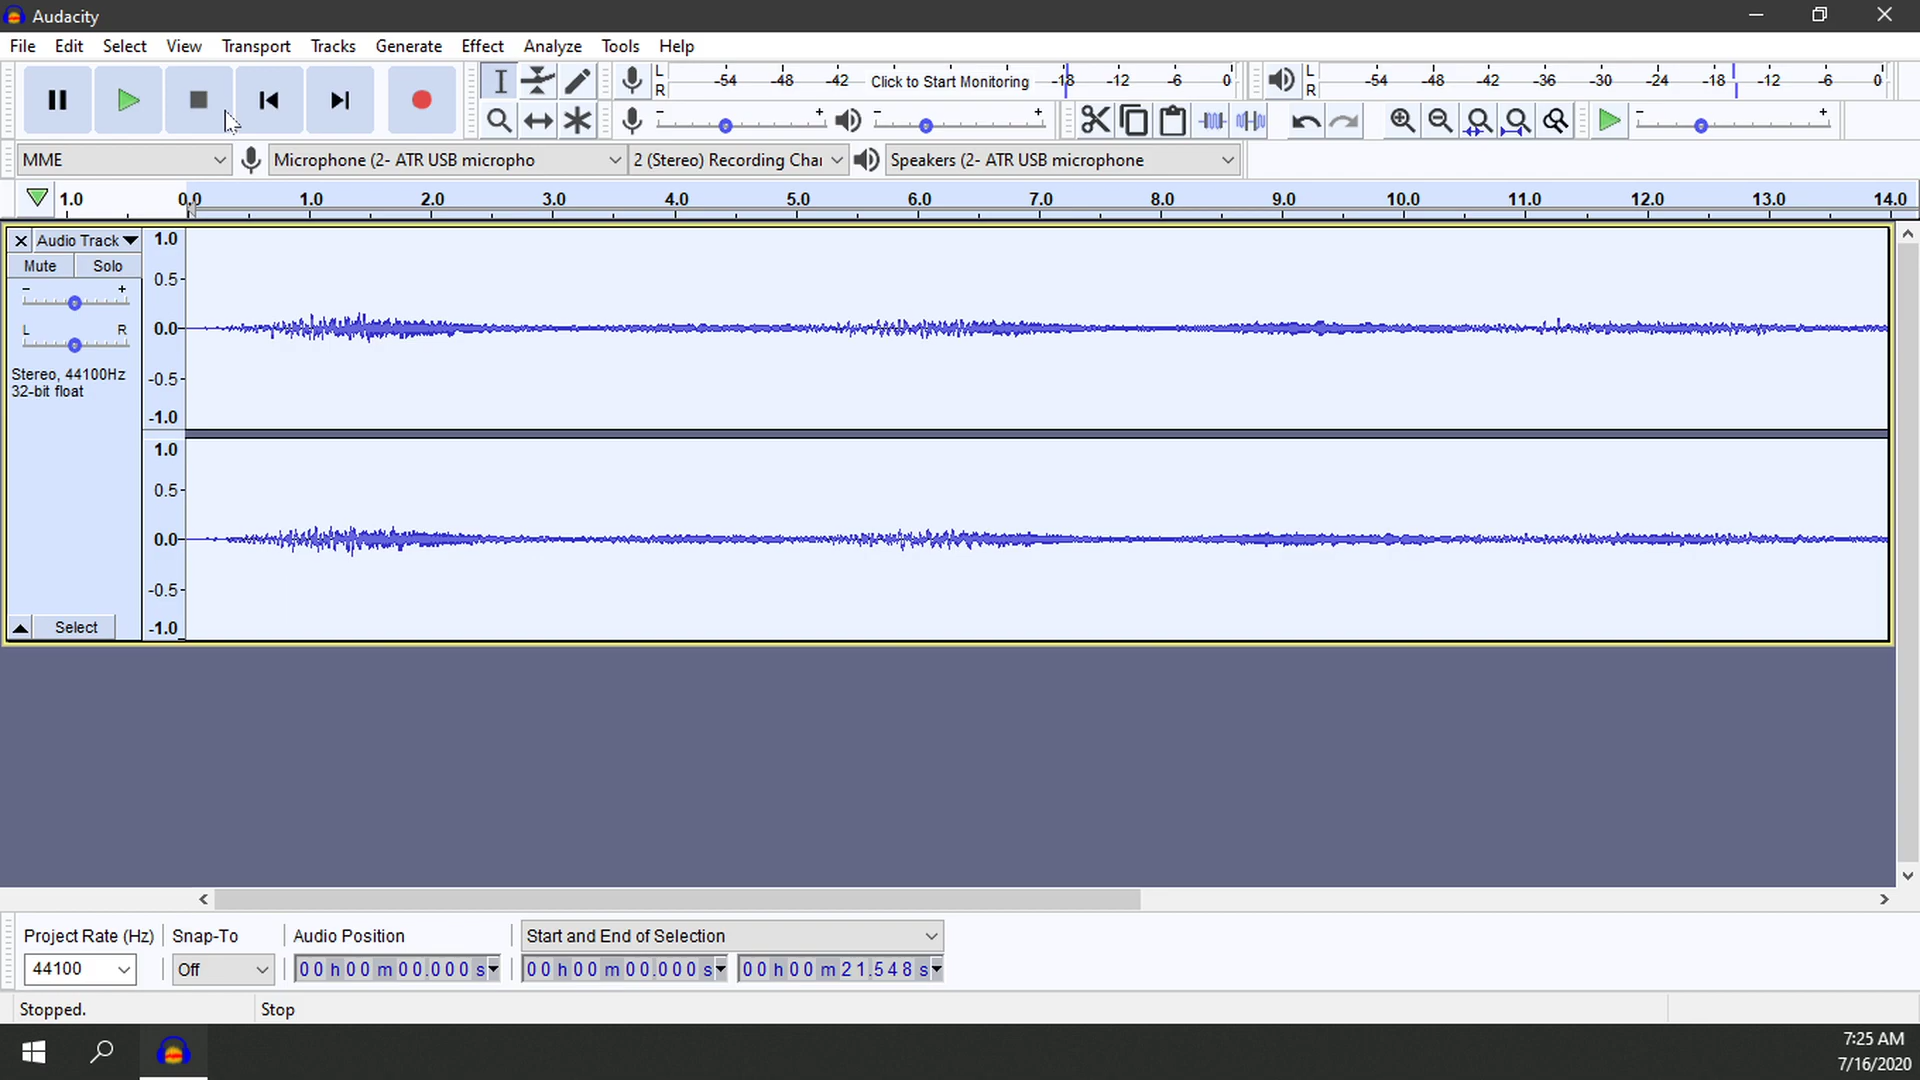 Audacity
File Edit Select View Transport Tracks Generate Effect Analyze Tools Help
L R -54 -48 -42 Click to Start Monitoring -18 -12 -6 0
L R -54 -48 -42 -36 -30 -24 -18 -12 -6 0
- + - + - +
MME Microphone (2- ATR USB micropho 2 (Stereo) Recording Chai Speakers (2- ATR USB microphone
1.0 0.0 1.0 2.0 3.0 4.0 5.0 6.0 7.0 8.0 9.0 10.0 11.0 12.0 13.0 14.0
Audio Track 1.0
Mute Solo
0.5
- +
L R 0.0
Stereo, 44100Hz -0.5
32-bit float
-1.0
1.0
0.5
0.0
-0.5
Select -1.0
Project Rate (Hz) Snap-To Audio Position Start and End of Selection
44100 Off 00 h 00 m 00.000 s 00 h 00 m 00.000 s 00 h 00 m 21.548 s
Stopped. Stop
7:25 AM
7/16/2020